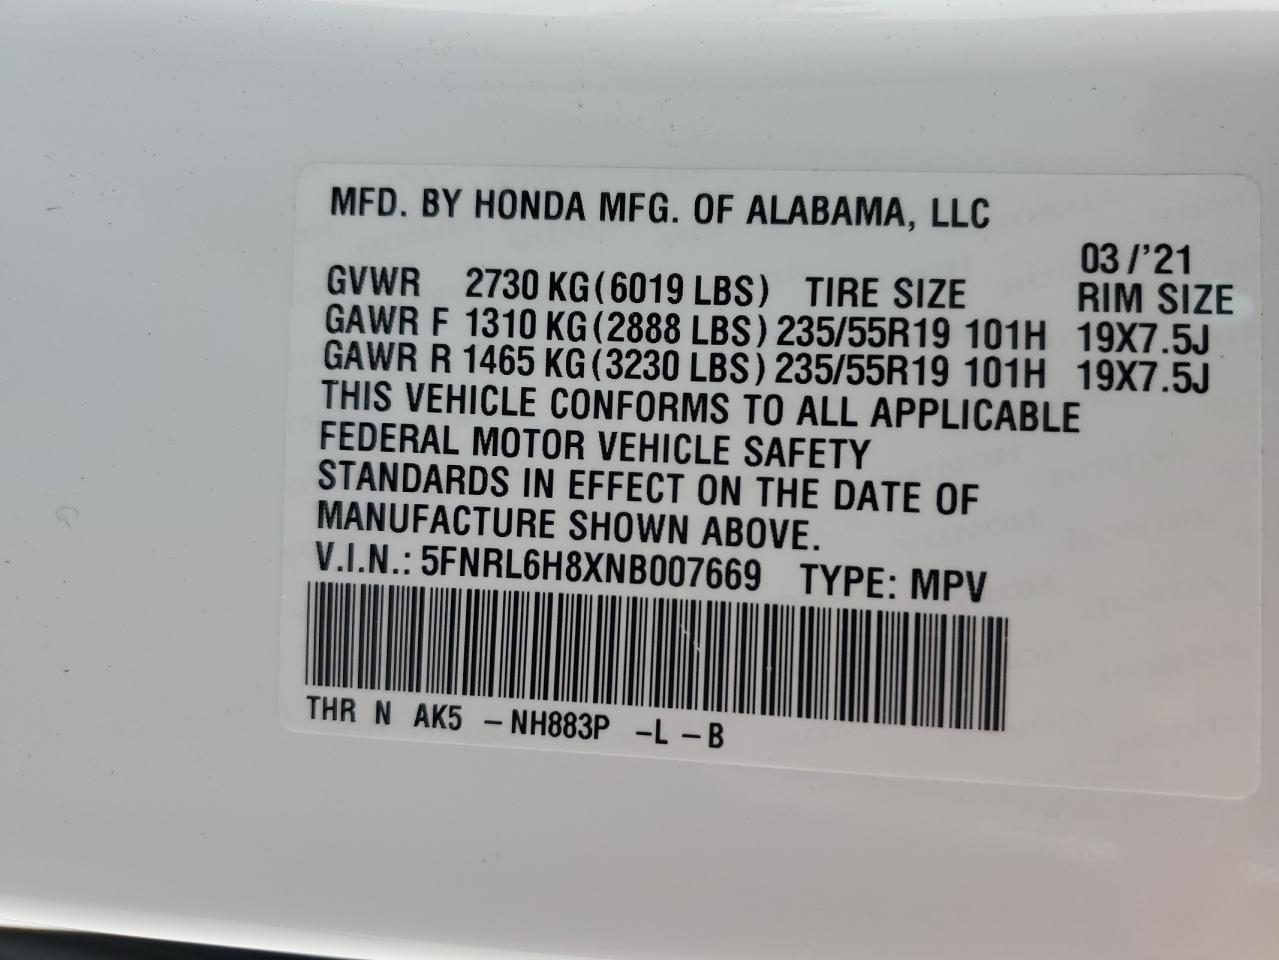 MFD. BY HONDA MFG. OF ALABAMA, LLC
03/'21
GVWR 2730 KG(6019 LBS) TIRE SIZE RIM SIZE
GAWR F 1310 KG(2888 LBS) 235/55R19 101H 19X7.5J
GAWR R 1465 KG(3230 LBS) 235/55R19 101H 19X7.5J
THIS VEHICLE CONFORMS TO ALL APPLICABLE
FEDERAL MOTOR VEHICLE SAFETY
STANDARDS IN EFFECT ON THE DATE OF
MANUFACTURE SHOWN ABOVE.
V.I.N.: 5FNRL6H8XNB007669 TYPE: MPV
THR N AK5 -NH883P -L -B